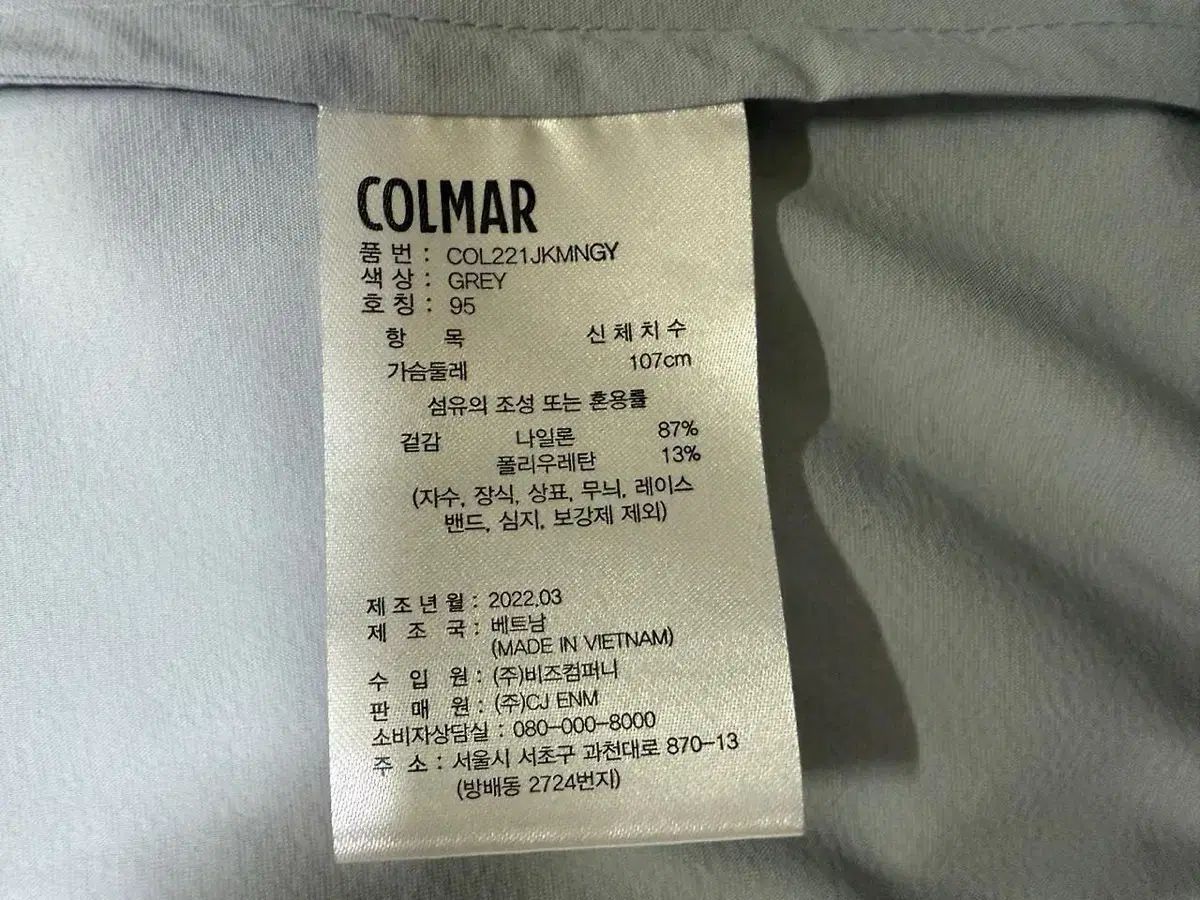 COLMAR
품 번 : COL221JKMNGY
색 상 : GREY
호 칭 : 95
항 목 신체치수
가슴둘레 107cm
섬유의 조성 또는 혼용률
겉감 나일론 87%
폴리우레탄 13%
(자수, 장식, 상표, 무늬, 레이스
밴드, 심지, 보강제 제외)
제조년월 : 2022.03
제 조 국 : 베트남
(MADE IN VIETNAM)
수 입 원 : (주)비즈컴퍼니
판 매 원 : (주)CJ ENM
소비자상담실 : 080-000-8000
주 소 : 서울시 서초구 과천대로 870-13
(방배동 2724번지)